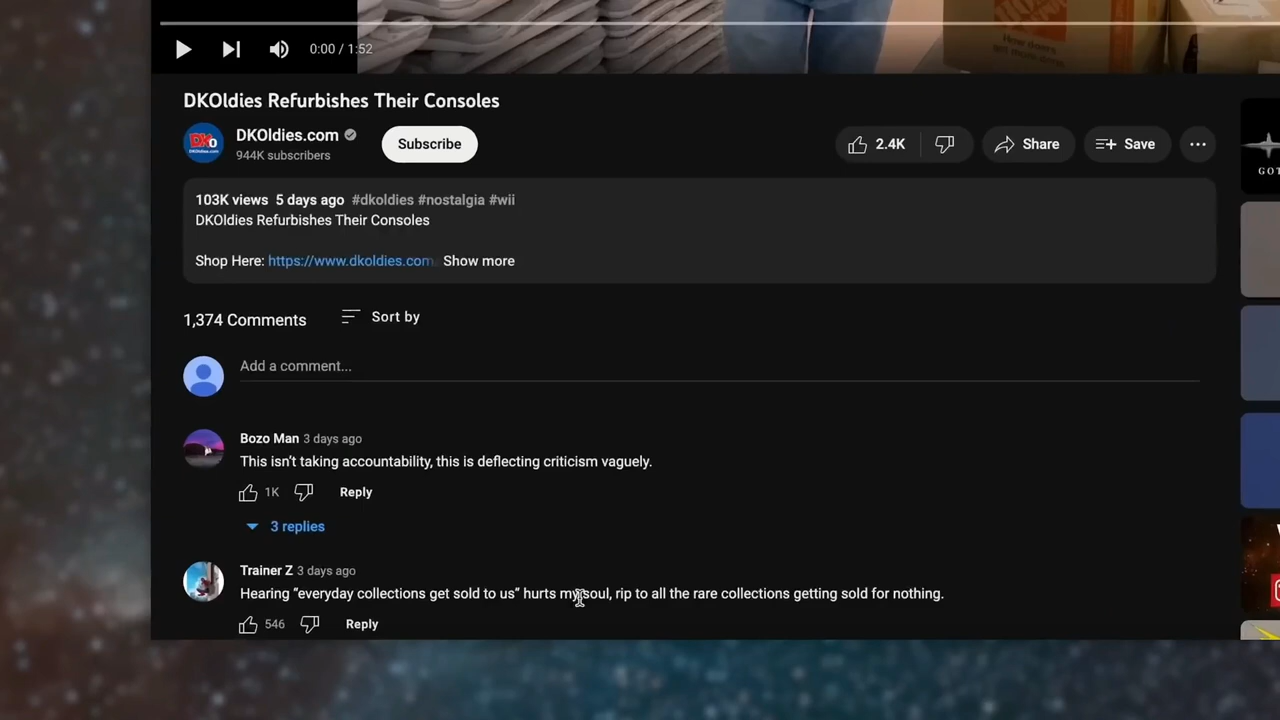 0:00 / 1:52
DKOldies Refurbishes Their Consoles
DKO
DKOldies.com
DKOldies.com
944K subscribers
Subscribe
2.4K
Share
Save
103K views 5 days ago #dkoldies #nostalgia #wii
DKOldies Refurbishes Their Consoles
Shop Here: https://www.dkoldies.com Show more
1,374 Comments
Sort by
Add a comment...
Bozo Man 3 days ago
This isn't taking accountability, this is deflecting criticism vaguely.
1K
Reply
3 replies
Trainer Z 3 days ago
Hearing “everyday collections get sold to us” hurts my soul, rip to all the rare collections getting sold for nothing.
546
Reply